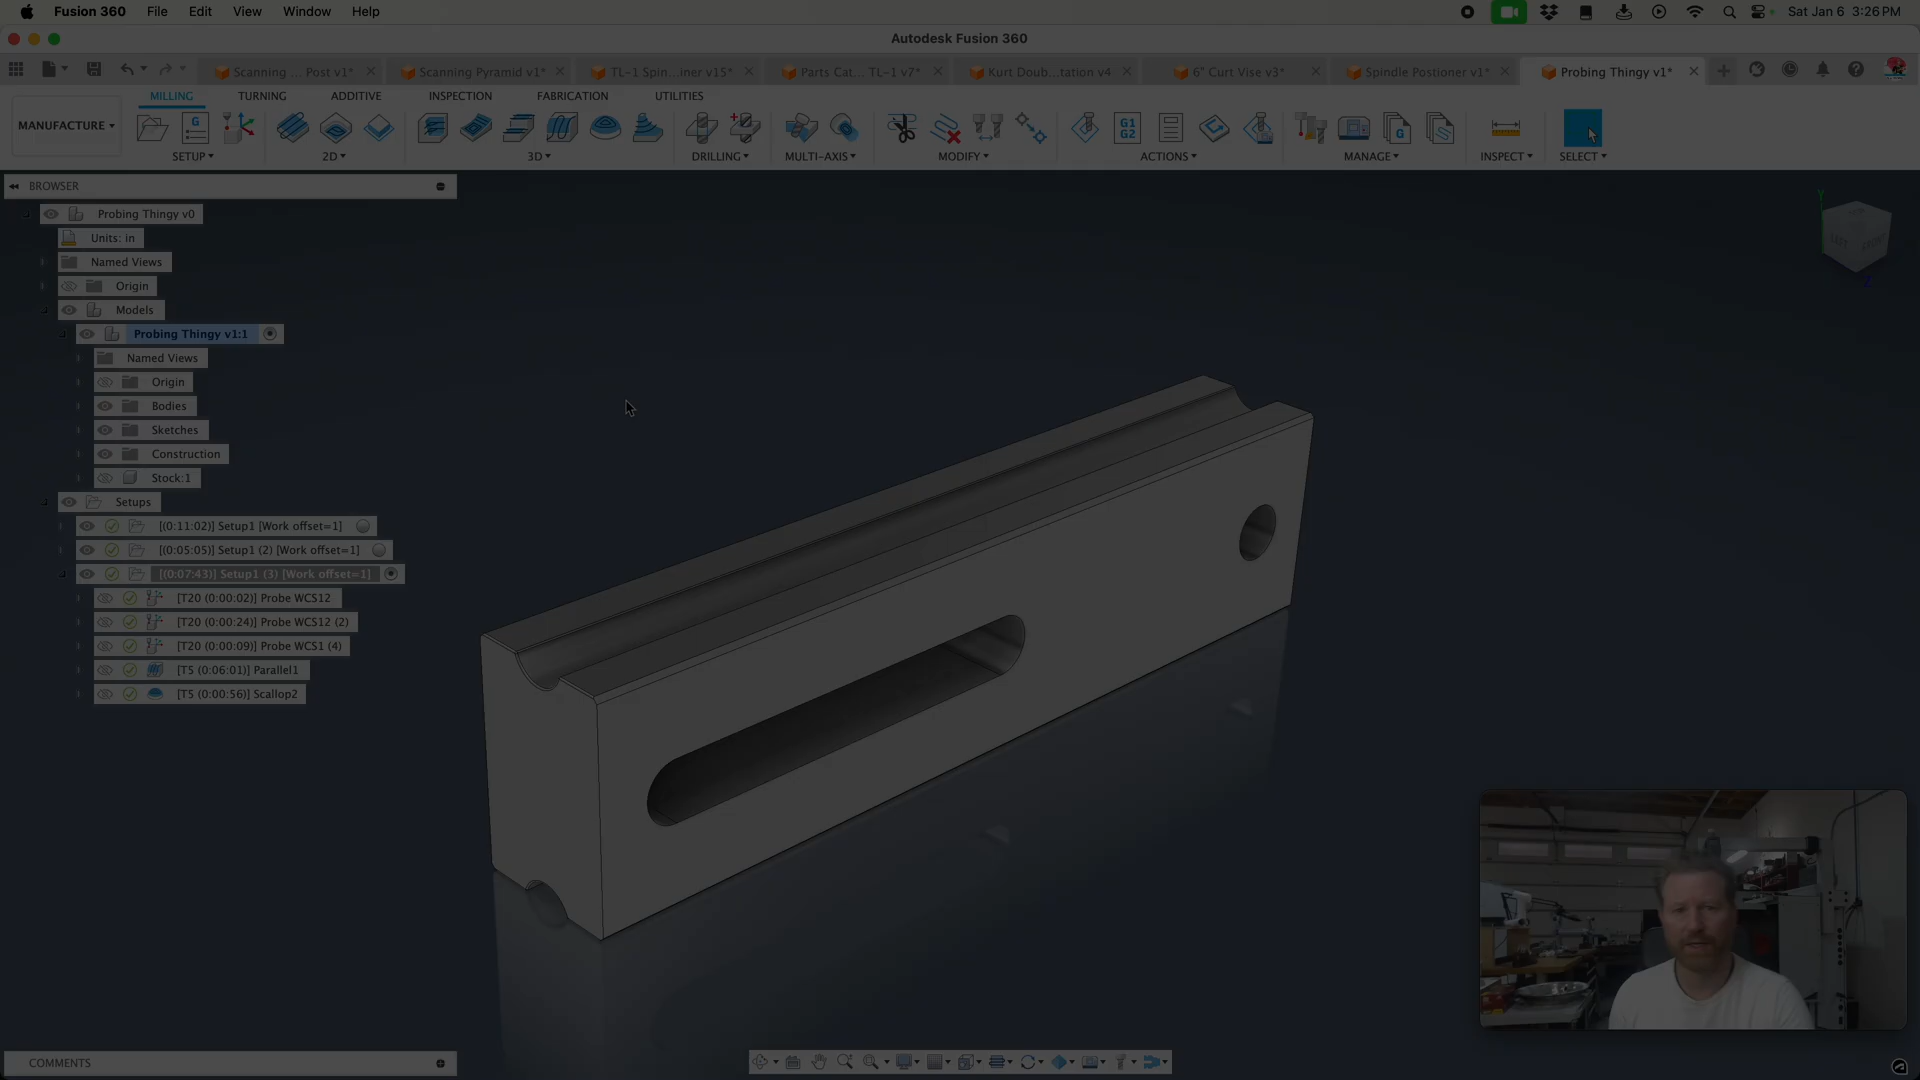 Fusion 360 File Edit View Window Help Sat Jan 6 3:26 PM
Autodesk Fusion 360
Scanning ... Post v1* Scanning Pyramid v1* TL-1 Spin...iner v15* Parts Cat... TL-1 v7* Kurt Doub...tation v4 6" Curt Vise v3* Spindle Postioner v1* Probing Thingy v1*
MILLING TURNING ADDITIVE INSPECTION FABRICATION UTILITIES
MANUFACTURE
G
G1
G2
SETUP 2D 3D DRILLING MULTI-AXIS MODIFY ACTIONS MANAGE INSPECT SELECT
BROWSER
Probing Thingy v0
Units: in
Named Views
Origin
Models
Probing Thingy v1:1
Named Views
Origin
Bodies
Sketches
Construction
Stock:1
Setups
[(0:11:02)] Setup1 [Work offset=1]
[(0:05:05)] Setup1 (2) [Work offset=1]
[(0:07:43)] Setup1 (3) [Work offset=1]
[T20 (0:00:02)] Probe WCS12
[T20 (0:00:24)] Probe WCS12 (2)
[T20 (0:00:09)] Probe WCS1 (4)
[T5 (0:06:01)] Parallel1
[T5 (0:00:56)] Scallop2
Y
Z
COMMENTS